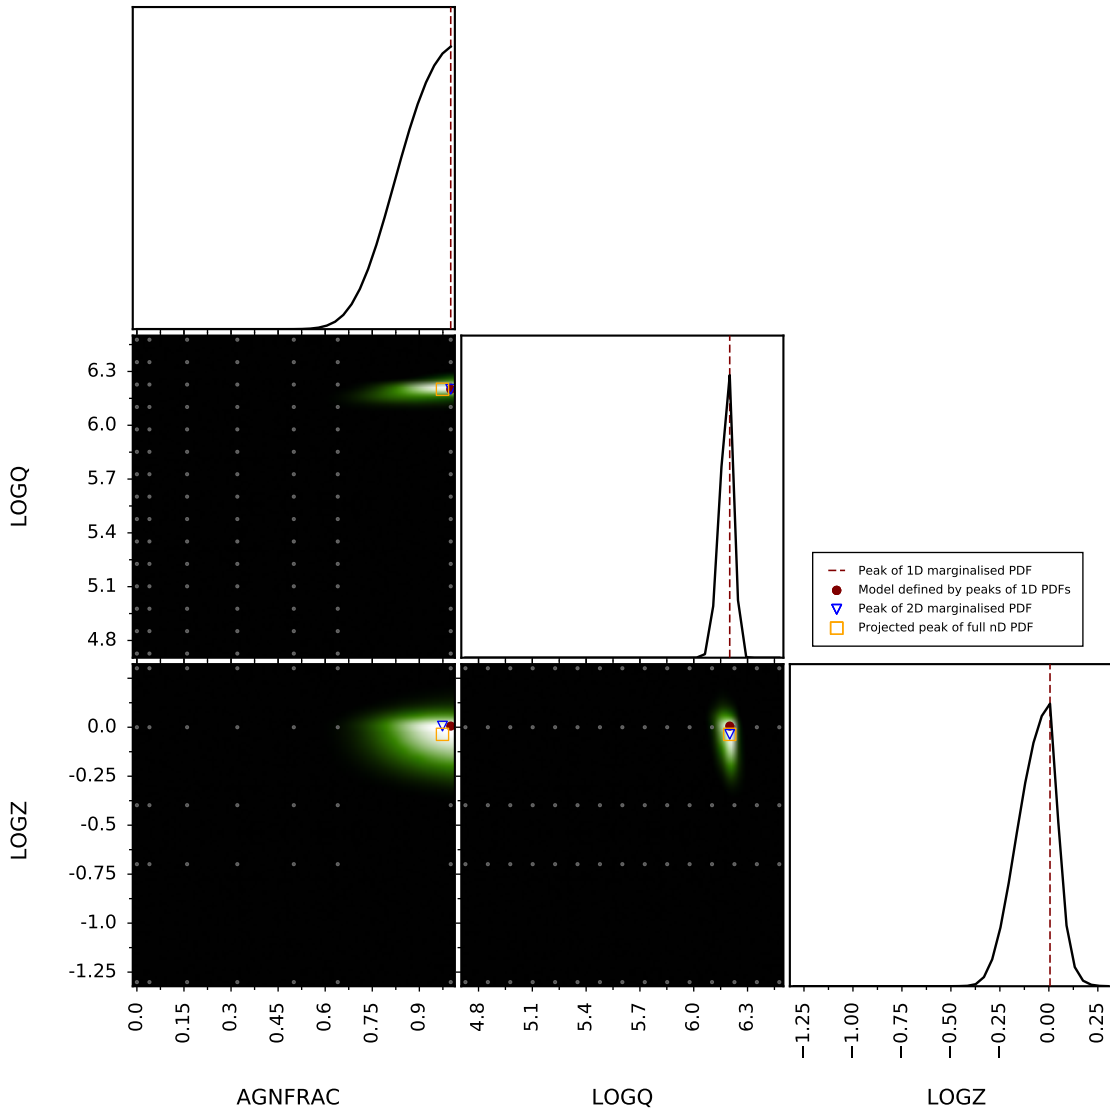 LOGQ
6.3
6.0
5.7
5.4
5.1
4.8
Peak of 1D marginalised PDF
Model defined by peaks of 1D PDFs
Peak of 2D marginalised PDF
Projected peak of full nD PDF
LOGZ
0.0
-0.25
-0.5
-0.75
-1.0
-1.25
0.0 0.15 0.3 0.45 0.6 0.75 0.9
4.8 5.1 5.4 5.7 6.0 6.3
−1.25 −1.00 −0.75 −0.50 −0.25 0.00 0.25
AGNFRAC LOGQ LOGZ